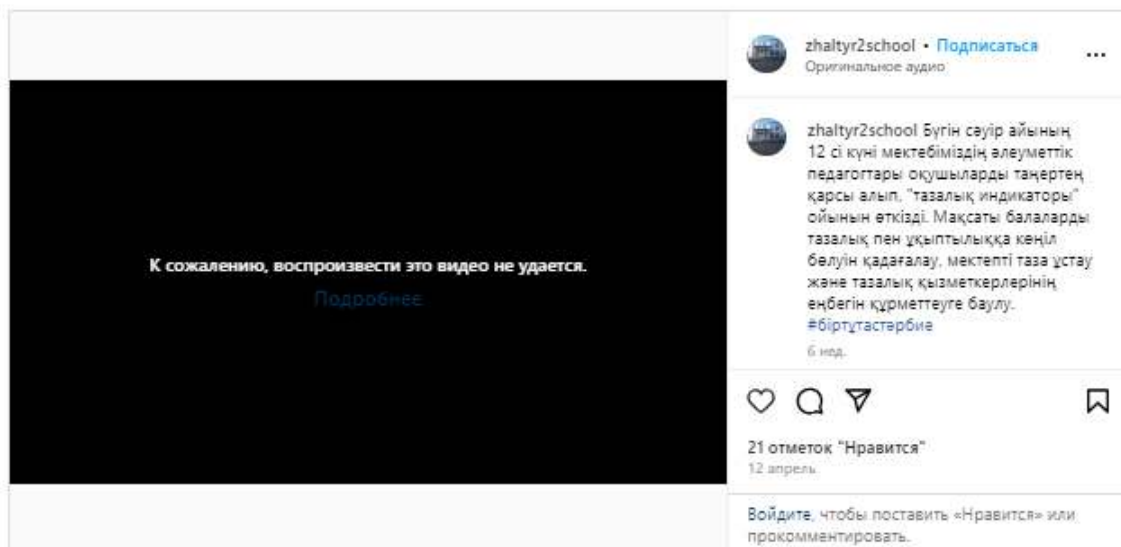 zhaltyr2school • Подписаться
Оригинальное аудио
К сожалению, воспроизвести это видео не удается.
Подробнее
zhaltyr2school Бүгін сәуір айының
12 сі күні мектебіміздің әлеуметтік
педагогтары оқушыларды таңертең
қарсы алып, "тазалық индикаторы"
ойынын өткізді. Мақсаты балаларды
тазалық пен ұқыптылыққа көңіл
бөлуін қадағалау, мектепті таза ұстау
және тазалық қызметкерлерінің
еңбегін құрметтеуге баулу.
#біртұтастәрбие
6 нед.
21 отметок "Нравится"
12 апрель
Войдите, чтобы поставить «Нравится» или
прокомментировать.